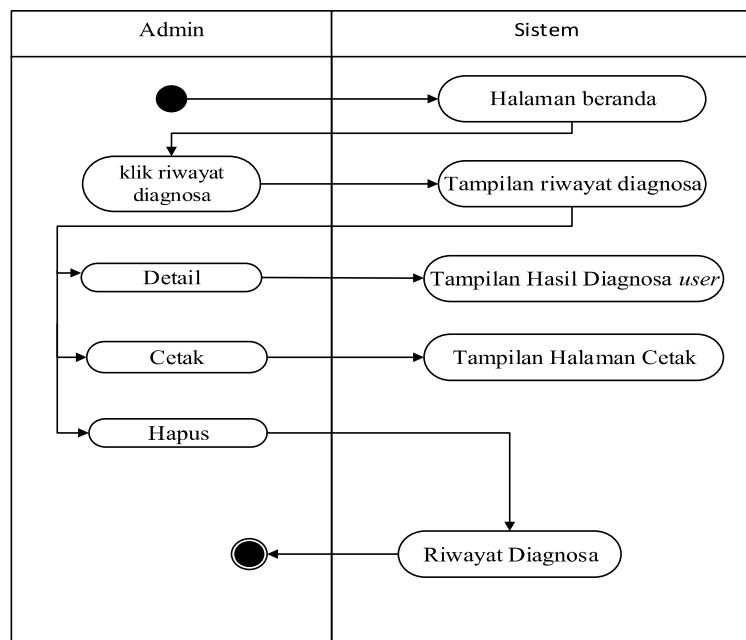 Admin
Sistem
Halaman beranda
klik riwayat
diagnosa
Tampilan riwayat diagnosa
Detail
Tampilan Hasil Diagnosa user
Cetak
Tampilan Halaman Cetak
Hapus
Riwayat Diagnosa